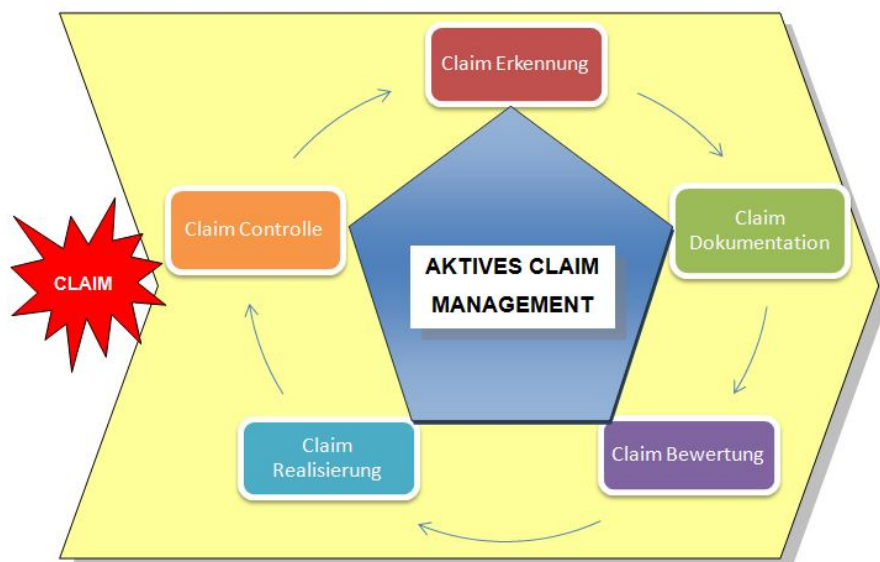 Claim Erkennung
Claim
Dokumentation
Claim Bewertung
Claim
Realisierung
Claim Controlle
CLAIM
AKTIVES CLAIM
MANAGEMENT